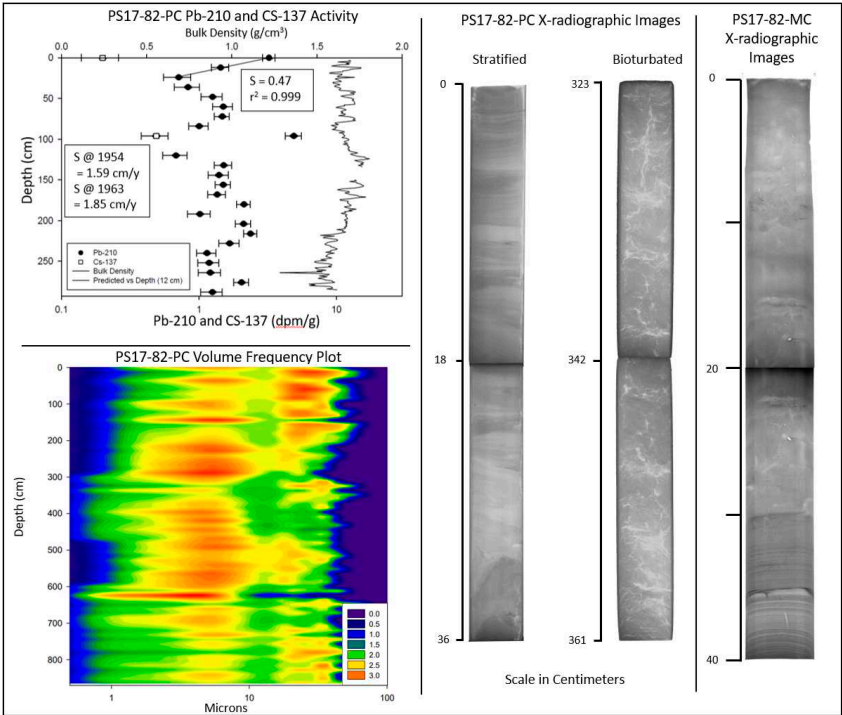 PS17-82-PC Pb-210 and CS-137 Activity
Bulk Density (g/cm³)
0.0 0.5 1.0 1.5 2.0
0
50
100
150
200
250
Depth (cm)
S = 0.47
r² = 0.999
S @ 1954
= 1.59 cm/y
S @ 1963
= 1.85 cm/y
Pb-210
Cs-137
Bulk Density
Predicted vs Depth (12 cm)
0.1 1 10
Pb-210 and CS-137 (dpm/g)
PS17-82-PC Volume Frequency Plot
0
100
200
300
400
500
600
700
800
Depth (cm)
0.0
0.5
1.0
1.5
2.0
2.5
3.0
1 10 100
Microns
PS17-82-PC X-radiographic Images
Stratified
Bioturbated
0
18
36
323
342
361
Scale in Centimeters
PS17-82-MC
X-radiographic
Images
0
20
40